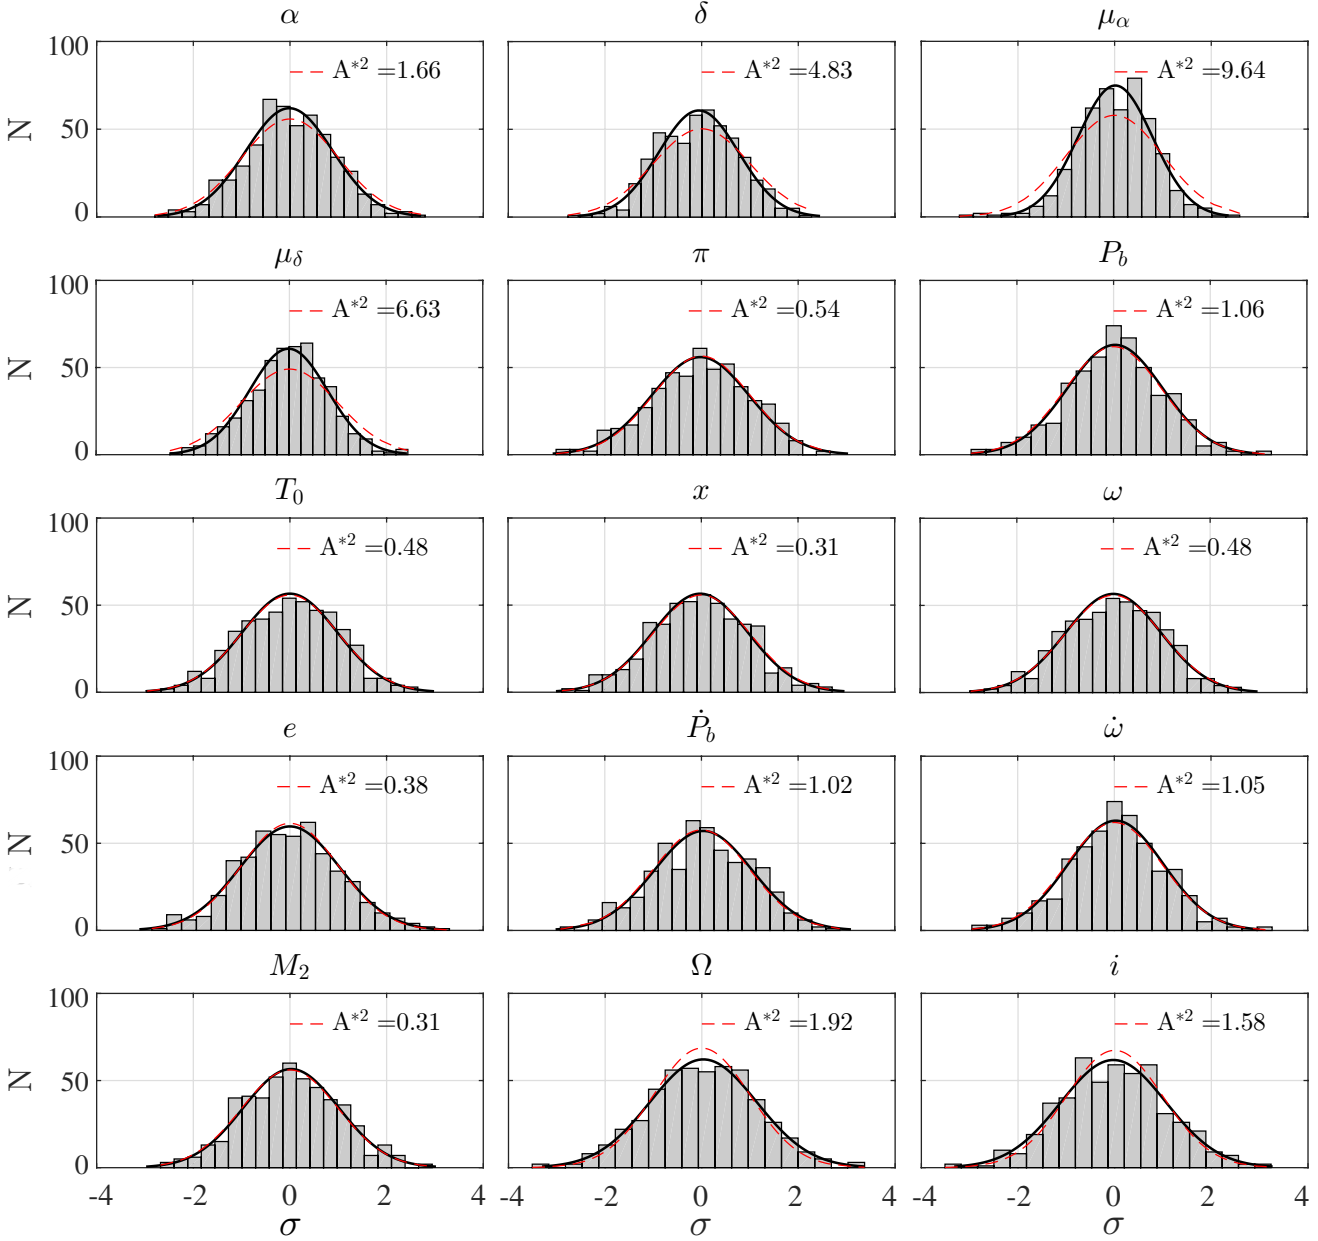 α δ μ_α
100 A*2 =1.66 A*2 =4.83 A*2 =9.64
N 50
0
μ_δ π P_b
100 A*2 =6.63 A*2 =0.54 A*2 =1.06
N 50
0
T_0 x ω
100 A*2 =0.48 A*2 =0.31 A*2 =0.48
N 50
0
e Ṗ_b ω̇
100 A*2 =0.38 A*2 =1.02 A*2 =1.05
N 50
0
M_2 Ω i
100 A*2 =0.31 A*2 =1.92 A*2 =1.58
N 50
0
-4 -2 0 2 4 -4 -2 0 2 4 -4 -2 0 2 4
σ σ σ